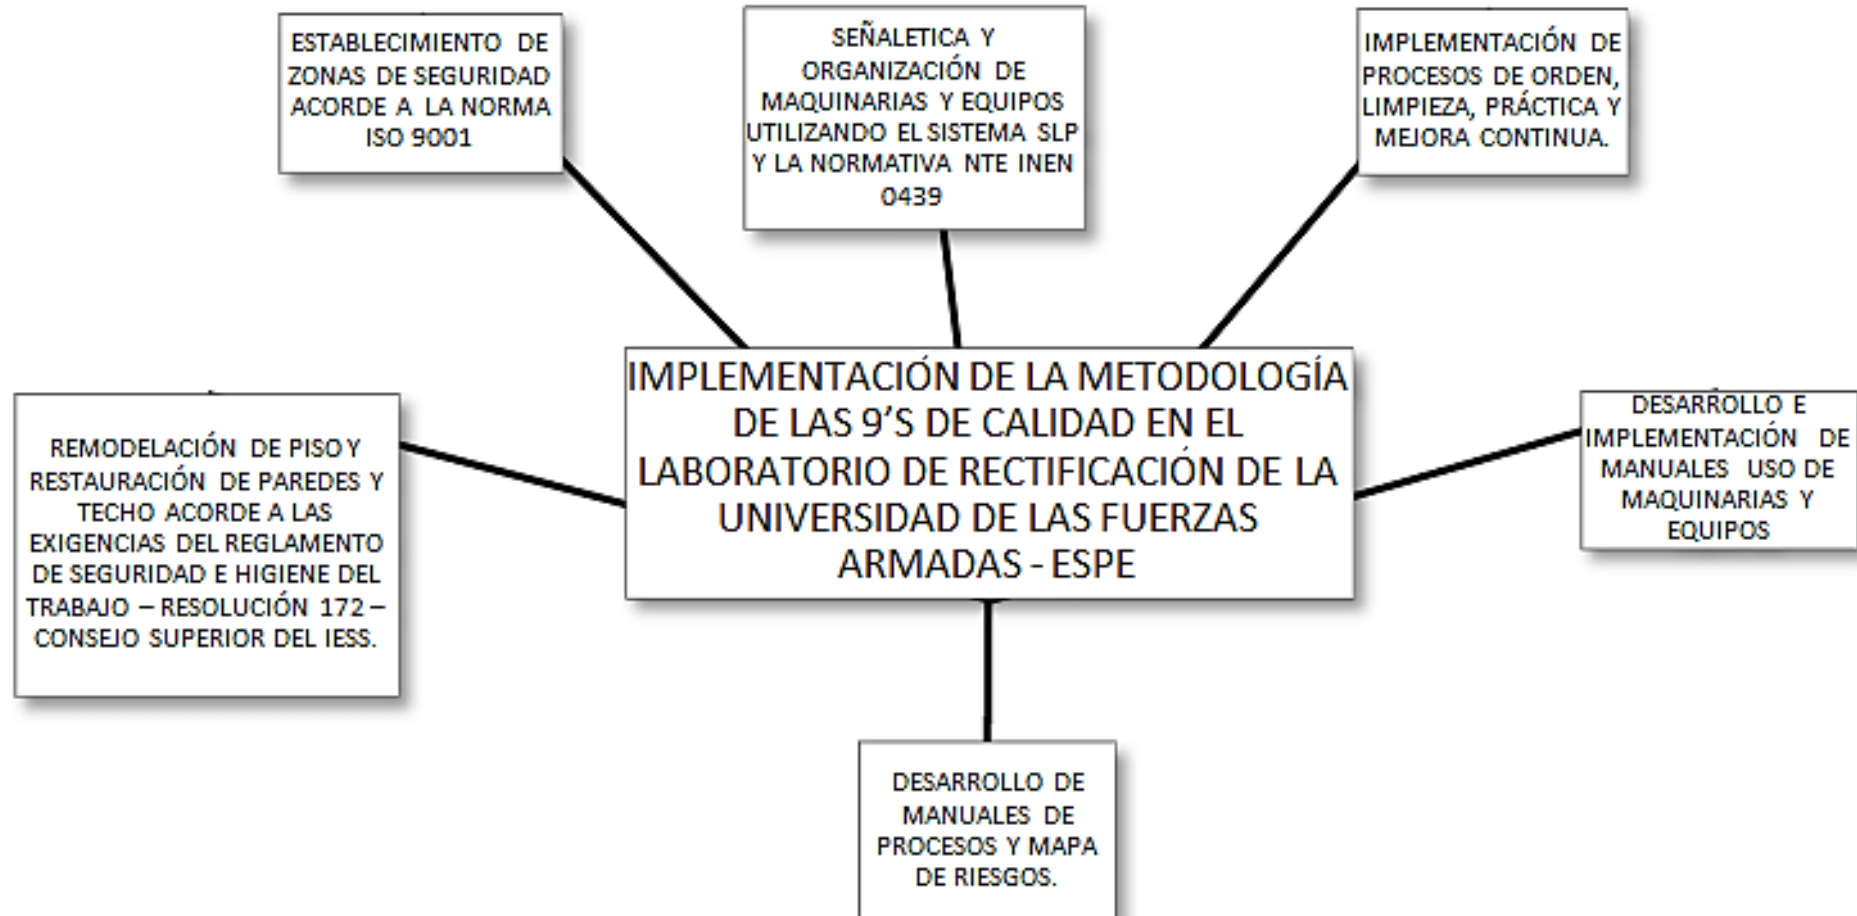 ESTABLECIMIENTO DE
ZONAS DE SEGURIDAD
ACORDE A LA NORMA
ISO 9001
SEÑALETICA Y
ORGANIZACIÓN DE
MAQUINARIAS Y EQUIPOS
UTILIZANDO EL SISTEMA SLP
Y LA NORMATIVA NTE INEN
0439
IMPLEMENTACIÓN DE
PROCESOS DE ORDEN,
LIMPIEZA, PRÁCTICA Y
MEJORA CONTINUA.
REMODELACIÓN DE PISO Y
RESTAURACIÓN DE PAREDES Y
TECHO ACORDE A LAS
EXIGENCIAS DEL REGLAMENTO
DE SEGURIDAD E HIGIENE DEL
TRABAJO – RESOLUCIÓN 172 –
CONSEJO SUPERIOR DEL IESS.
IMPLEMENTACIÓN DE LA METODOLOGÍA
DE LAS 9’S DE CALIDAD EN EL
LABORATORIO DE RECTIFICACIÓN DE LA
UNIVERSIDAD DE LAS FUERZAS
ARMADAS - ESPE
DESARROLLO E
IMPLEMENTACIÓN DE
MANUALES USO DE
MAQUINARIAS Y
EQUIPOS
DESARROLLO DE
MANUALES DE
PROCESOS Y MAPA
DE RIESGOS.